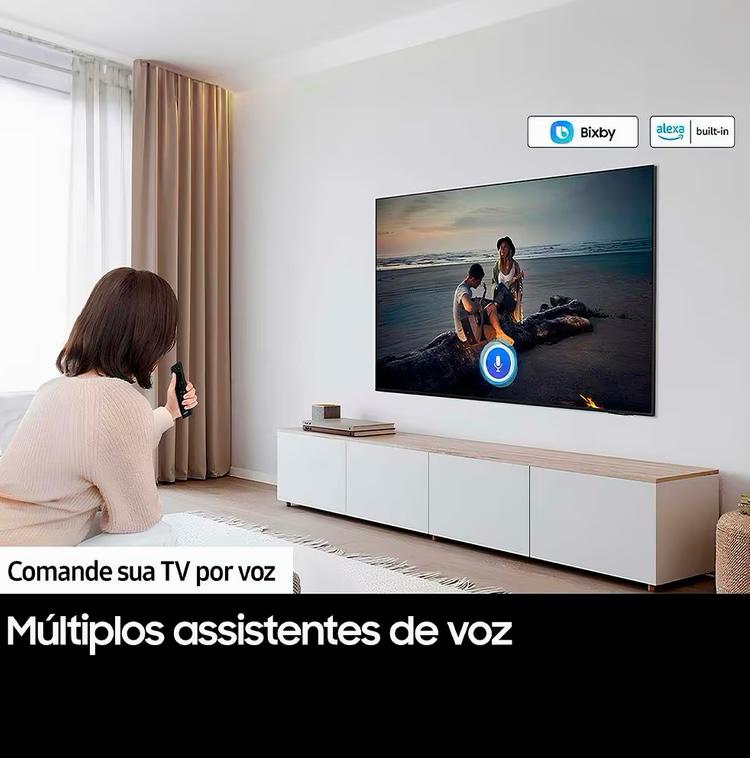 Bixby
alexa built-in
Comande sua TV por voz
Múltiplos assistentes de voz